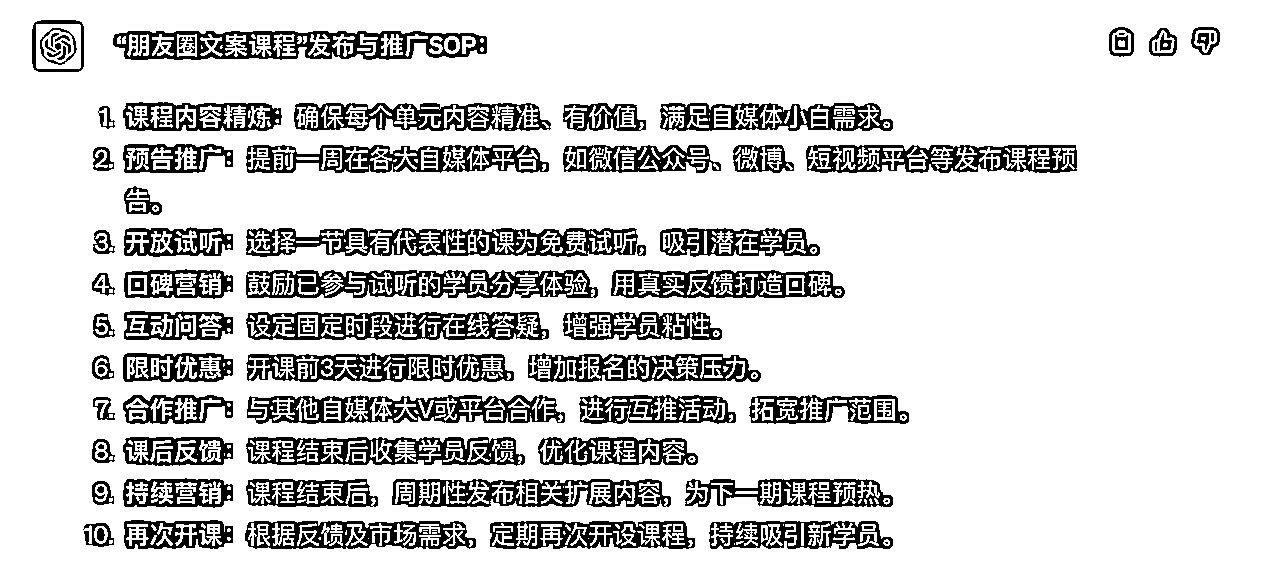 “朋友圈文案课程”发布与推广SOP：
1. 课程内容精炼：确保每个单元内容精准、有价值，满足自媒体小白需求。
2. 预告推广：提前一周在各大自媒体平台，如微信公众号、微博、短视频平台等发布课程预
告。
3. 开放试听：选择一节具有代表性的课为免费试听，吸引潜在学员。
4. 口碑营销：鼓励已参与试听的学员分享体验，用真实反馈打造口碑。
5. 互动问答：设定固定时段进行在线答疑，增强学员粘性。
6. 限时优惠：开课前3天进行限时优惠，增加报名的决策压力。
7. 合作推广：与其他自媒体大V或平台合作，进行互推活动，拓宽推广范围。
8. 课后反馈：课程结束后收集学员反馈，优化课程内容。
9. 持续营销：课程结束后，周期性发布相关扩展内容，为下一期课程预热。
10. 再次开课：根据反馈及市场需求，定期再次开设课程，持续吸引新学员。